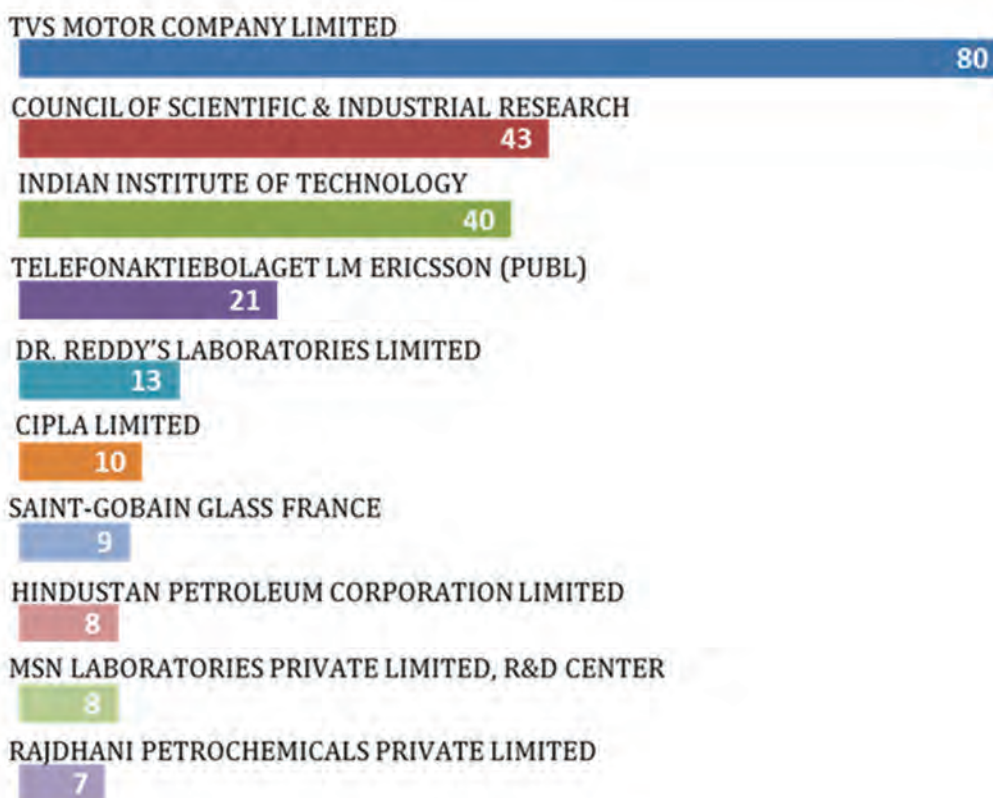 TVS MOTOR COMPANY LIMITED
80
COUNCIL OF SCIENTIFIC & INDUSTRIAL RESEARCH
43
INDIAN INSTITUTE OF TECHNOLOGY
40
TELEFONAKTIEBOLAGET LM ERICSSON (PUBL)
21
DR. REDDY'S LABORATORIES LIMITED
13
CIPLA LIMITED
10
SAINT-GOBAIN GLASS FRANCE
9
HINDUSTAN PETROLEUM CORPORATION LIMITED
8
MSN LABORATORIES PRIVATE LIMITED, R&D CENTER
8
RAJDHANI PETROCHEMICALS PRIVATE LIMITED
7